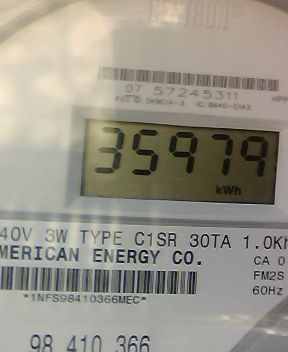 07 57245311
35979
kWh
40V 3W TYPE C1SR 30TA 1.0Kh
MERICAN ENERGY CO.
CA 0
FM2S
60Hz
*1NFS98410366MEC*
98 410 366